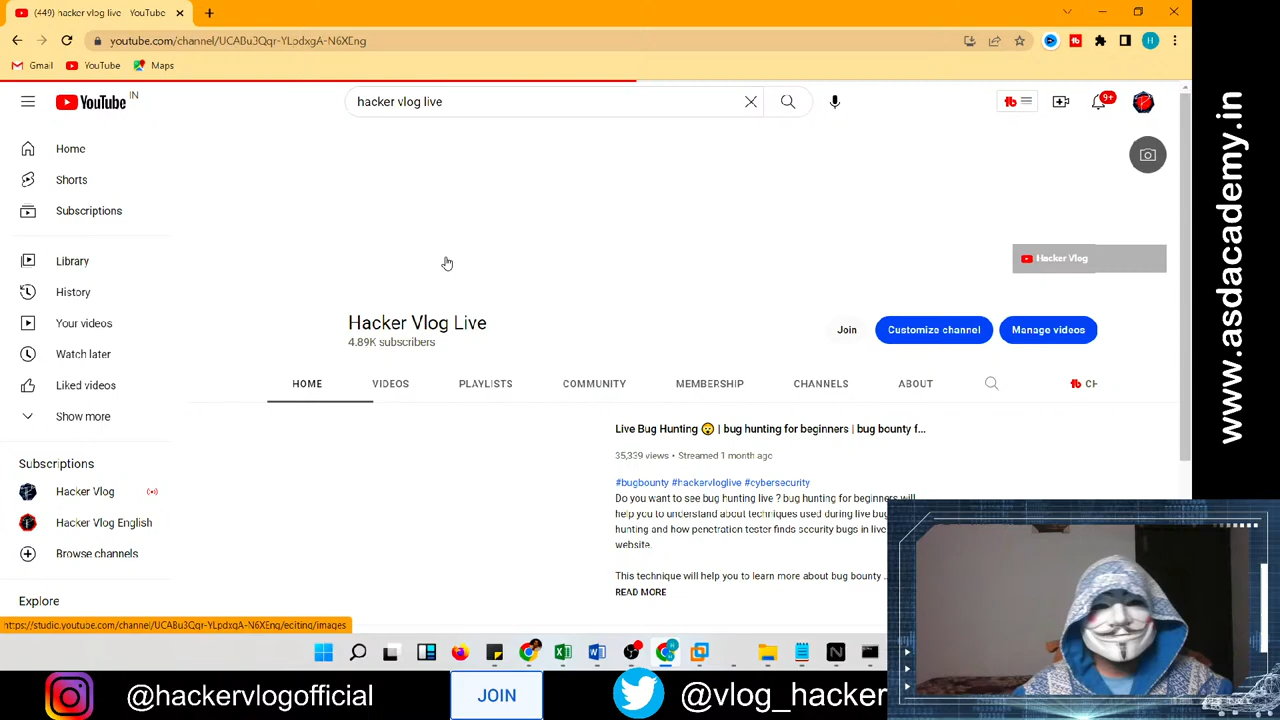 (449) hacker vlog live - YouTube
youtube.com/channel/UCABu3Qqr-YLpdxgA-N6XEng
Gmail YouTube Maps
YouTube IN
hacker vlog live
9+
Home
Shorts
Subscriptions
Library
Hacker Vlog
History
Hacker Vlog Live
4.89K subscribers
Join Customize channel Manage videos
Your videos
Watch later
Liked videos
HOME VIDEOS PLAYLISTS COMMUNITY MEMBERSHIP CHANNELS ABOUT CH
Show more
Live Bug Hunting 😮 | bug hunting for beginners | bug bounty f...
35,339 views • Streamed 1 month ago
Subscriptions
#bugbounty #hackervloglive #cybersecurity
Do you want to see bug hunting live ? bug hunting for beginners will
help you to understand about techniques used during live bug
hunting and how penetration tester finds security bugs in live
website.
Hacker Vlog
Hacker Vlog English
Browse channels
This technique will help you to learn more about bug bounty ...
READ MORE
Explore
https://studio.youtube.com/channel/UCABu3Qqr-YLpdxgA-N6XEng/editing/images
@hackervlogofficial
JOIN
@vlog_hacker
www.asdacademy.in